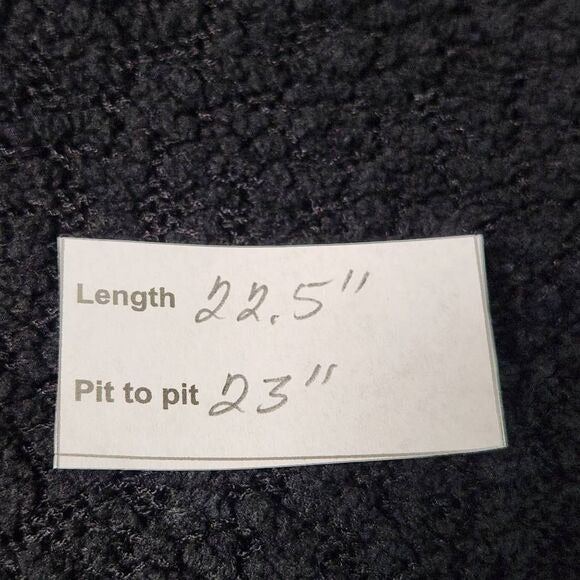 Length 22.5"
Pit to pit 23"